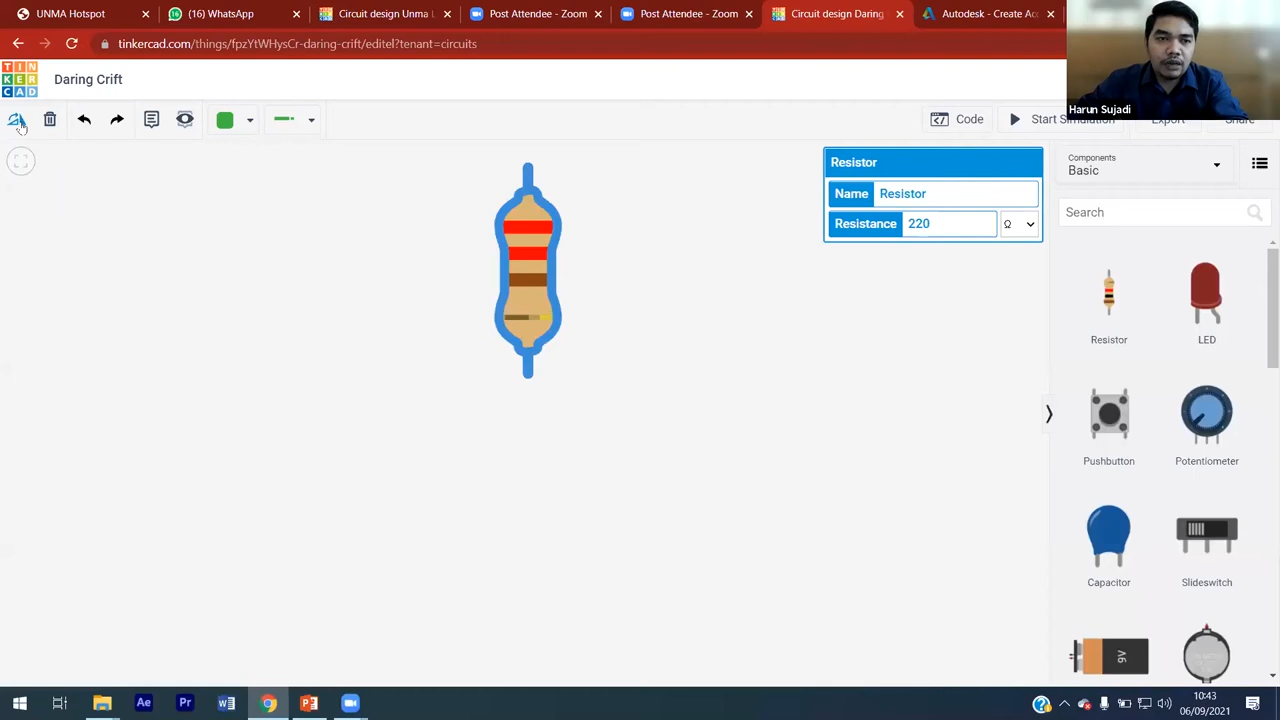 UNMA Hotspot
(16) WhatsApp
Circuit design Unma L
Post Attendee - Zoom
Post Attendee - Zoom
Circuit design Daring
Autodesk - Create Acc
tinkercad.com/things/fpzYtWHysCr-daring-crift/editel?tenant=circuits
TIN
KER
CAD
Daring Crift
Harun Sujadi
Code
Start Simulation
Export
Share
Resistor
Name
Resistor
Resistance
220
Ω
Components
Basic
Search
Resistor
LED
Pushbutton
Potentiometer
Capacitor
Slideswitch
9V
Ae
Pr
10:43
06/09/2021